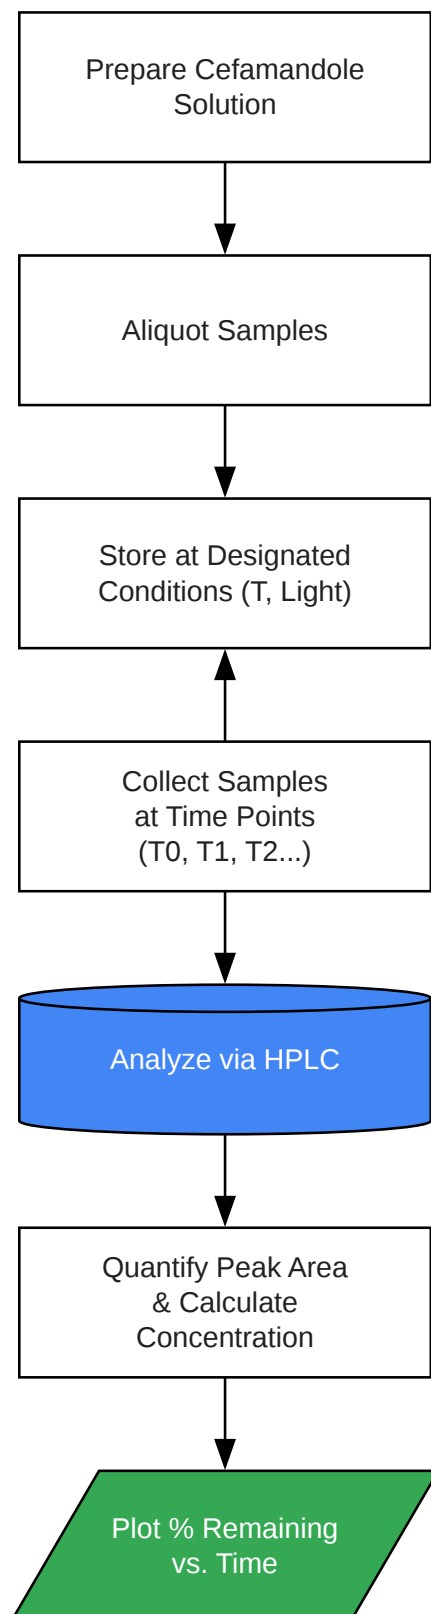 Prepare Cefamandole
Solution
Aliquot Samples
Store at Designated
Conditions (T, Light)
Collect Samples
at Time Points
(T0, T1, T2...)
Analyze via HPLC
Quantify Peak Area
& Calculate
Concentration
Plot % Remaining
vs. Time